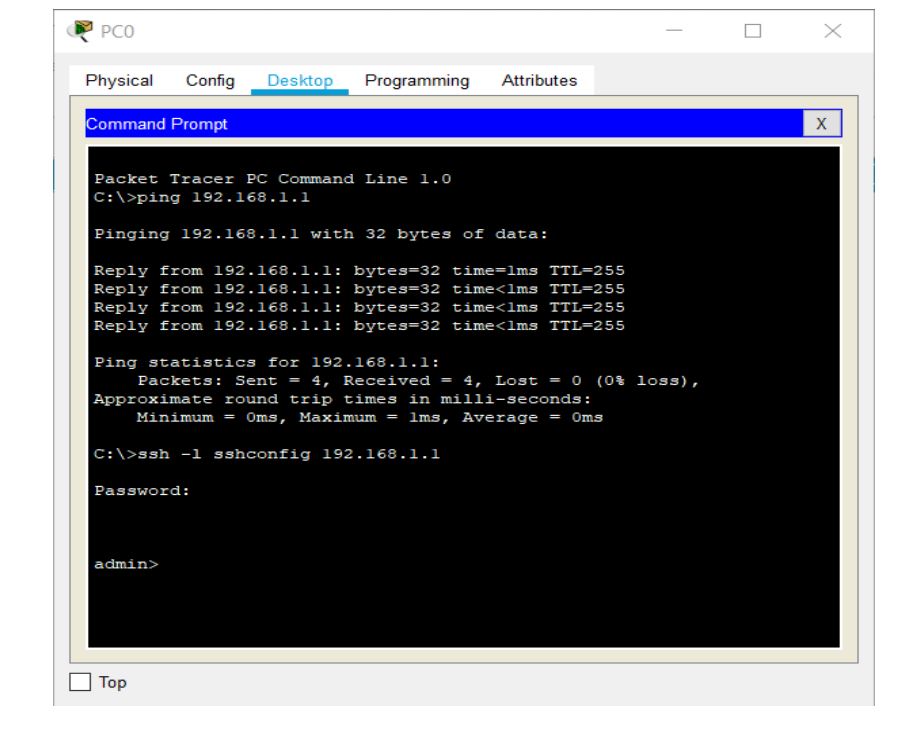 PC0
Physical Config Desktop Programming Attributes
Command Prompt
X
Packet Tracer PC Command Line 1.0
C:\>ping 192.168.1.1
Pinging 192.168.1.1 with 32 bytes of data:
Reply from 192.168.1.1: bytes=32 time=1ms TTL=255
Reply from 192.168.1.1: bytes=32 time<1ms TTL=255
Reply from 192.168.1.1: bytes=32 time<1ms TTL=255
Reply from 192.168.1.1: bytes=32 time<1ms TTL=255
Ping statistics for 192.168.1.1:
Packets: Sent = 4, Received = 4, Lost = 0 (0% loss),
Approximate round trip times in milli-seconds:
Minimum = 0ms, Maximum = 1ms, Average = 0ms
C:\>ssh -l sshconfig 192.168.1.1
Password:
admin>
Top